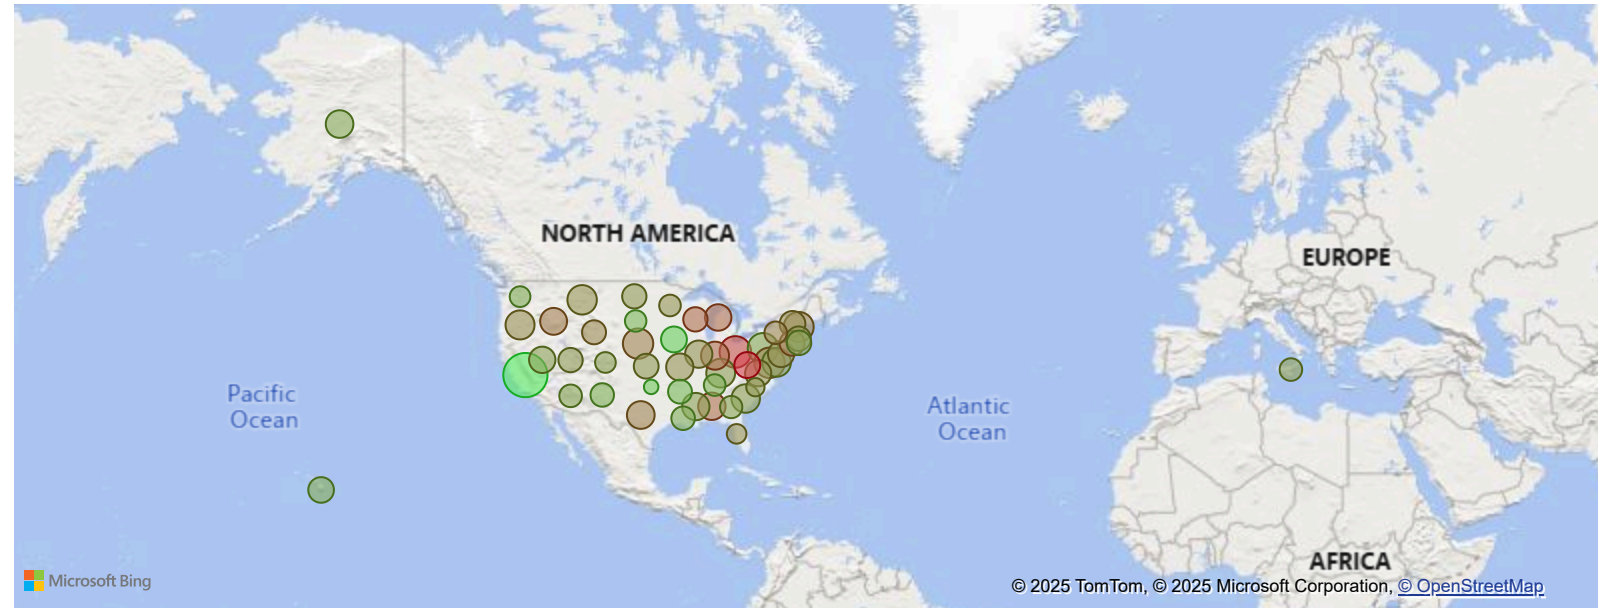 NORTH AMERICA
EUROPE
Pacific
Ocean
Atlantic
Ocean
AFRICA
Microsoft Bing
© 2025 TomTom, © 2025 Microsoft Corporation, © OpenStreetMap